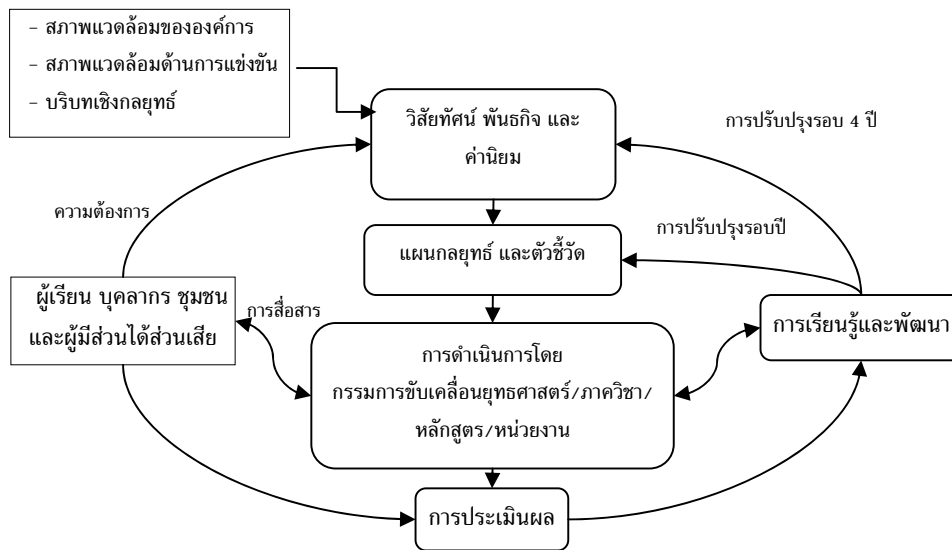 - สภาพแวดล้อมขององค์การ
- สภาพแวดล้อมด้านการแข่งขัน
- บริบทเชิงกลยุทธ์
วิสัยทัศน์ พันธกิจ และ
ค่านิยม
การปรับปรุงรอบ 4 ปี
ความต้องการ
แผนกลยุทธ์ และตัวชี้วัด
การปรับปรุงรอบปี
ผู้เรียน บุคลากร ชุมชน
และผู้มีส่วนได้ส่วนเสีย
การสื่อสาร
การเรียนรู้และพัฒนา
การดำเนินการโดย
กรรมการขับเคลื่อนยุทธศาสตร์/ภาควิชา/
หลักสูตร/หน่วยงาน
การประเมินผล